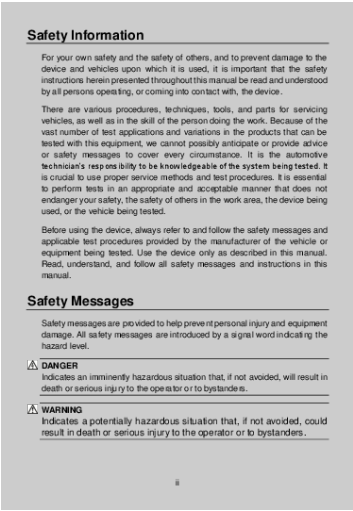 Safety Information
For your own safety and the safety of others, and to prevent damage to the
device and vehicles upon which it is used, it is important that the safety
instructions herein presented throughout this manual be read and understood
by all persons operating, or coming into contact with, the device.
There are various procedures, techniques, tools, and parts for servicing
vehicles, as well as in the skill of the person doing the work. Because of the
vast number of test applications and variations in the products that can be
tested with this equipment, we cannot possibly anticipate or provide advice
or safety messages to cover every circumstance. It is the automotive
technician's responsibility to be knowledgeable of the system being tested. It
is crucial to use proper service methods and test procedures. It is essential
to perform tests in an appropriate and acceptable manner that does not
endanger your safety, the safety of others in the work area, the device being
used, or the vehicle being tested.
Before using the device, always refer to and follow the safety messages and
applicable test procedures provided by the manufacturer of the vehicle or
equipment being tested. Use the device only as described in this manual.
Read, understand, and follow all safety messages and instructions in this
manual.
Safety Messages
Safety messages are provided to help prevent personal injury and equipment
damage. All safety messages are introduced by a signal word indicating the
hazard level.
DANGER
Indicates an imminently hazardous situation that, if not avoided, will result in
death or serious injury to the operator or to bystanders.
WARNING
Indicates a potentially hazardous situation that, if not avoided, could
result in death or serious injury to the operator or to bystanders.
ii